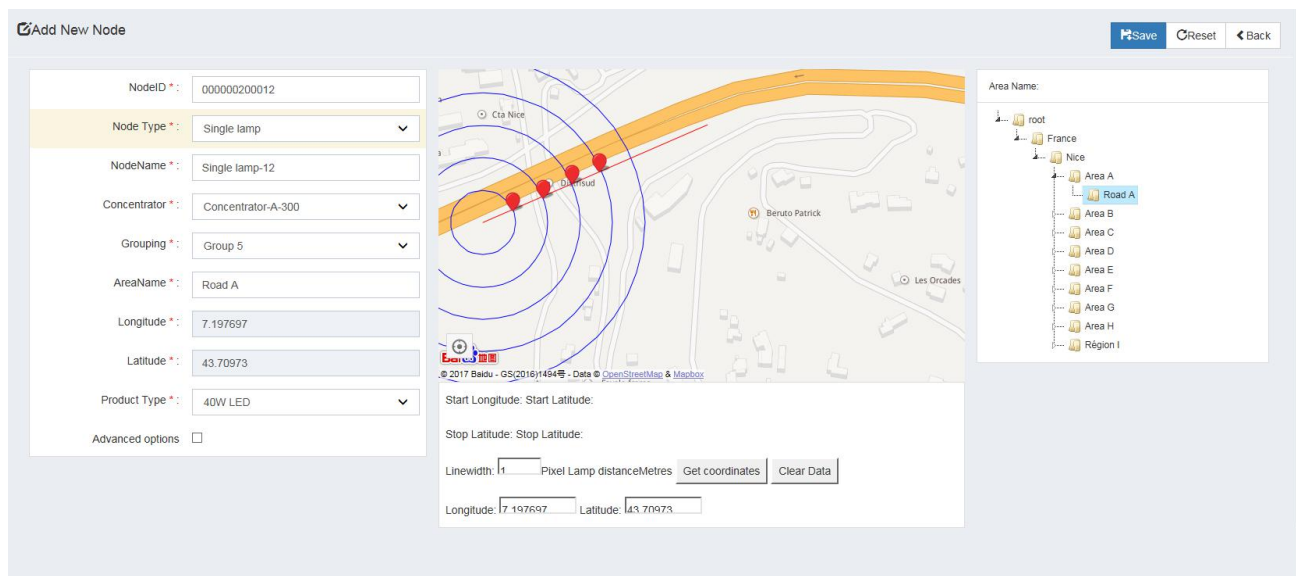 Add New Node
Save Reset Back
NodeID * : 000000200012
Node Type * : Single lamp
NodeName * : Single lamp-12
Concentrator * : Concentrator-A-300
Grouping * : Group 5
AreaName * : Road A
Longitude * : 7.197697
Latitude * : 43.70973
Product Type * : 40W LED
Advanced options
Cta Nice
Beruto Patrick
Les Orcades
© 2017 Baidu - GS(2016)1494号 - Data © OpenStreetMap & Mapbox
Start Longitude: Start Latitude:
Stop Latitude: Stop Latitude:
Linewidth: 1 Pixel Lamp distanceMetres Get coordinates Clear Data
Longitude: 7.197697 Latitude: 43.70973
Area Name:
root
France
Nice
Area A
Road A
Area B
Area C
Area D
Area E
Area F
Area G
Area H
Région I